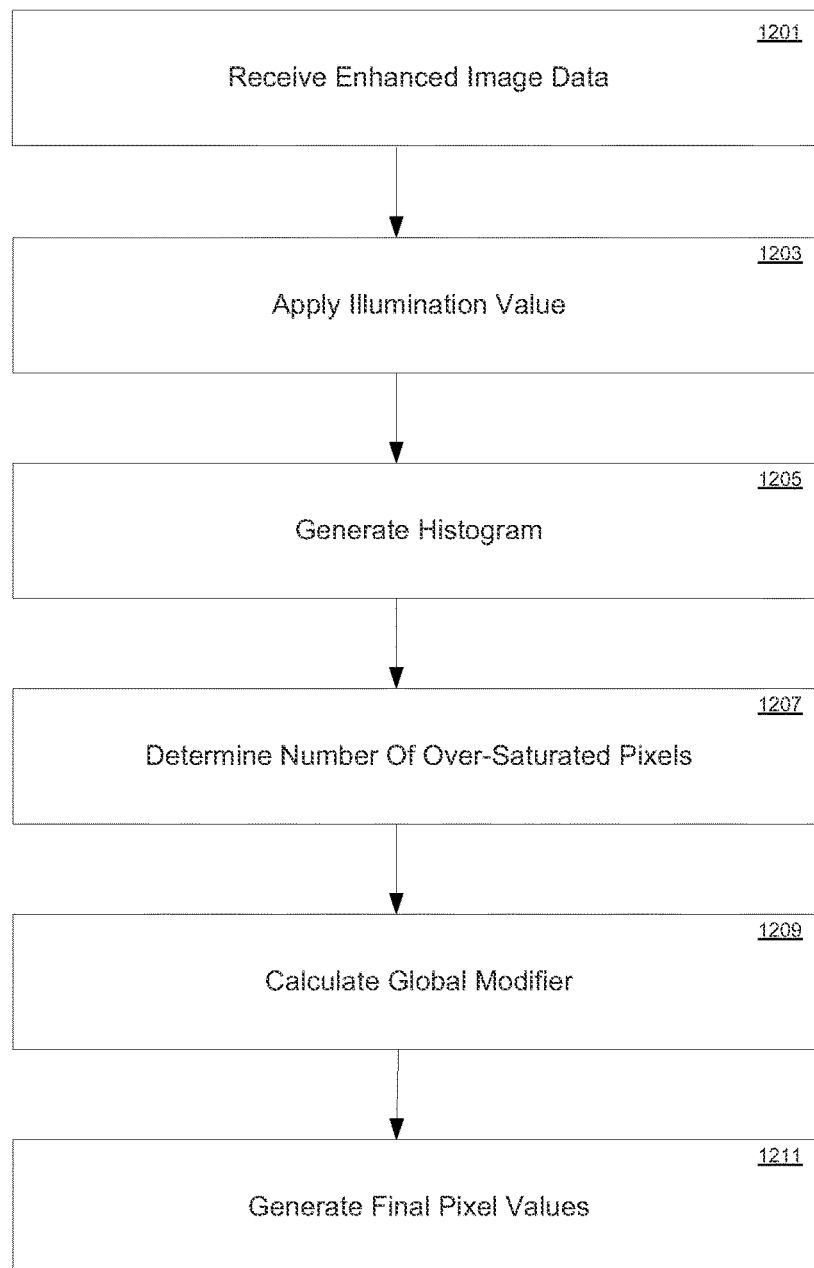 1201
Receive Enhanced Image Data
1203
Apply Illumination Value
1205
Generate Histogram
1207
Determine Number Of Over-Saturated Pixels
1209
Calculate Global Modifier
1211
Generate Final Pixel Values